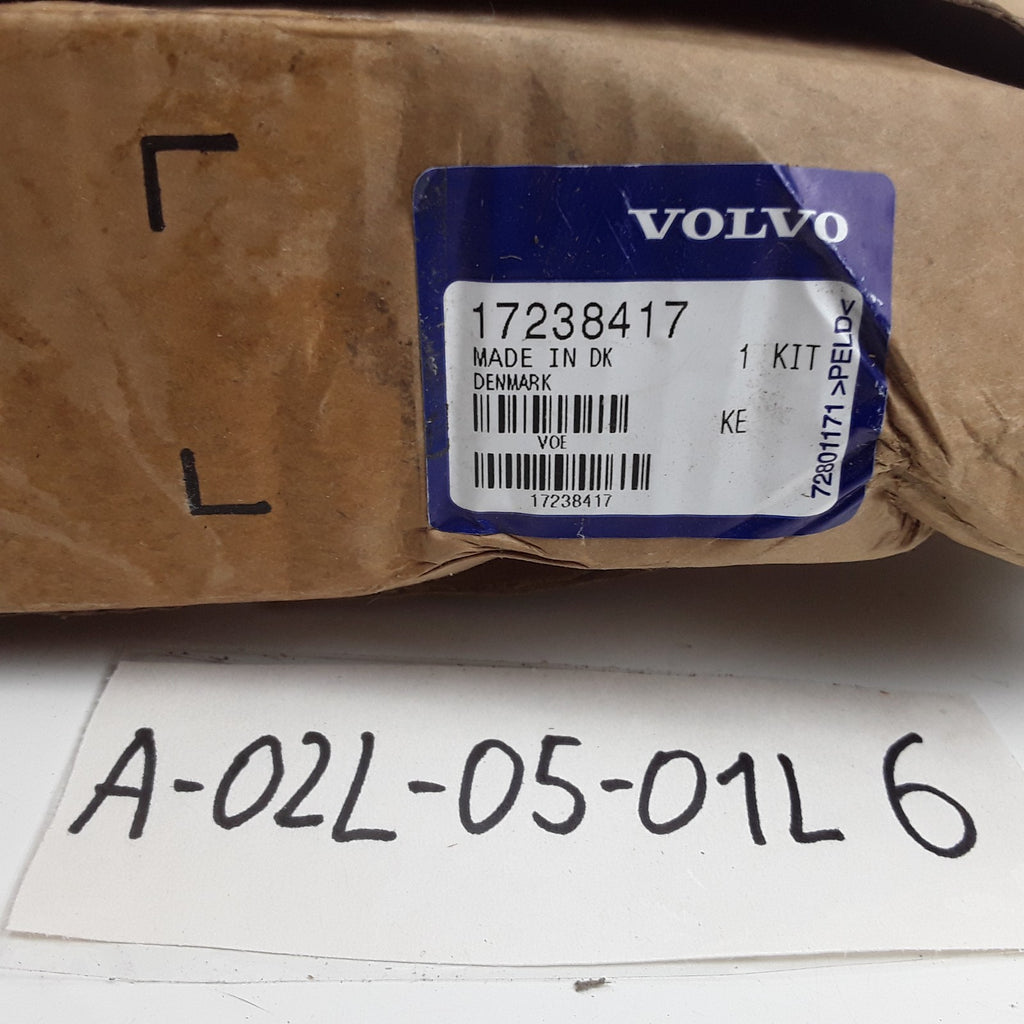 VOLVO
17238417
MADE IN DK 1 KIT
DENMARK
KE
VOE
17238417
72801171 >PELD<
A-02L-05-01L 6